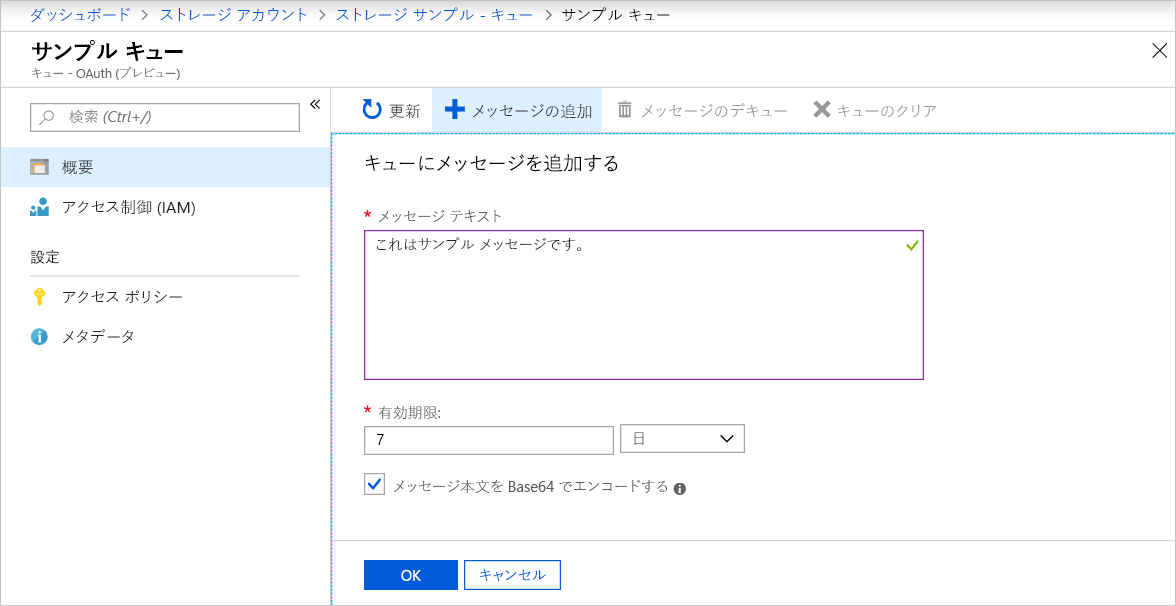 ダッシュボード > ストレージ アカウント > ストレージ サンプル - キュー > サンプル キュー
サンプル キュー
キュー - OAuth (プレビュー)
検索 (Ctrl+/)
«
概要
アクセス制御 (IAM)
設定
アクセス ポリシー
メタデータ
更新 メッセージの追加 メッセージのデキュー キューのクリア
キューにメッセージを追加する
* メッセージ テキスト
これはサンプル メッセージです。
* 有効期限:
7 日
メッセージ本文を Base64 でエンコードする
OK キャンセル